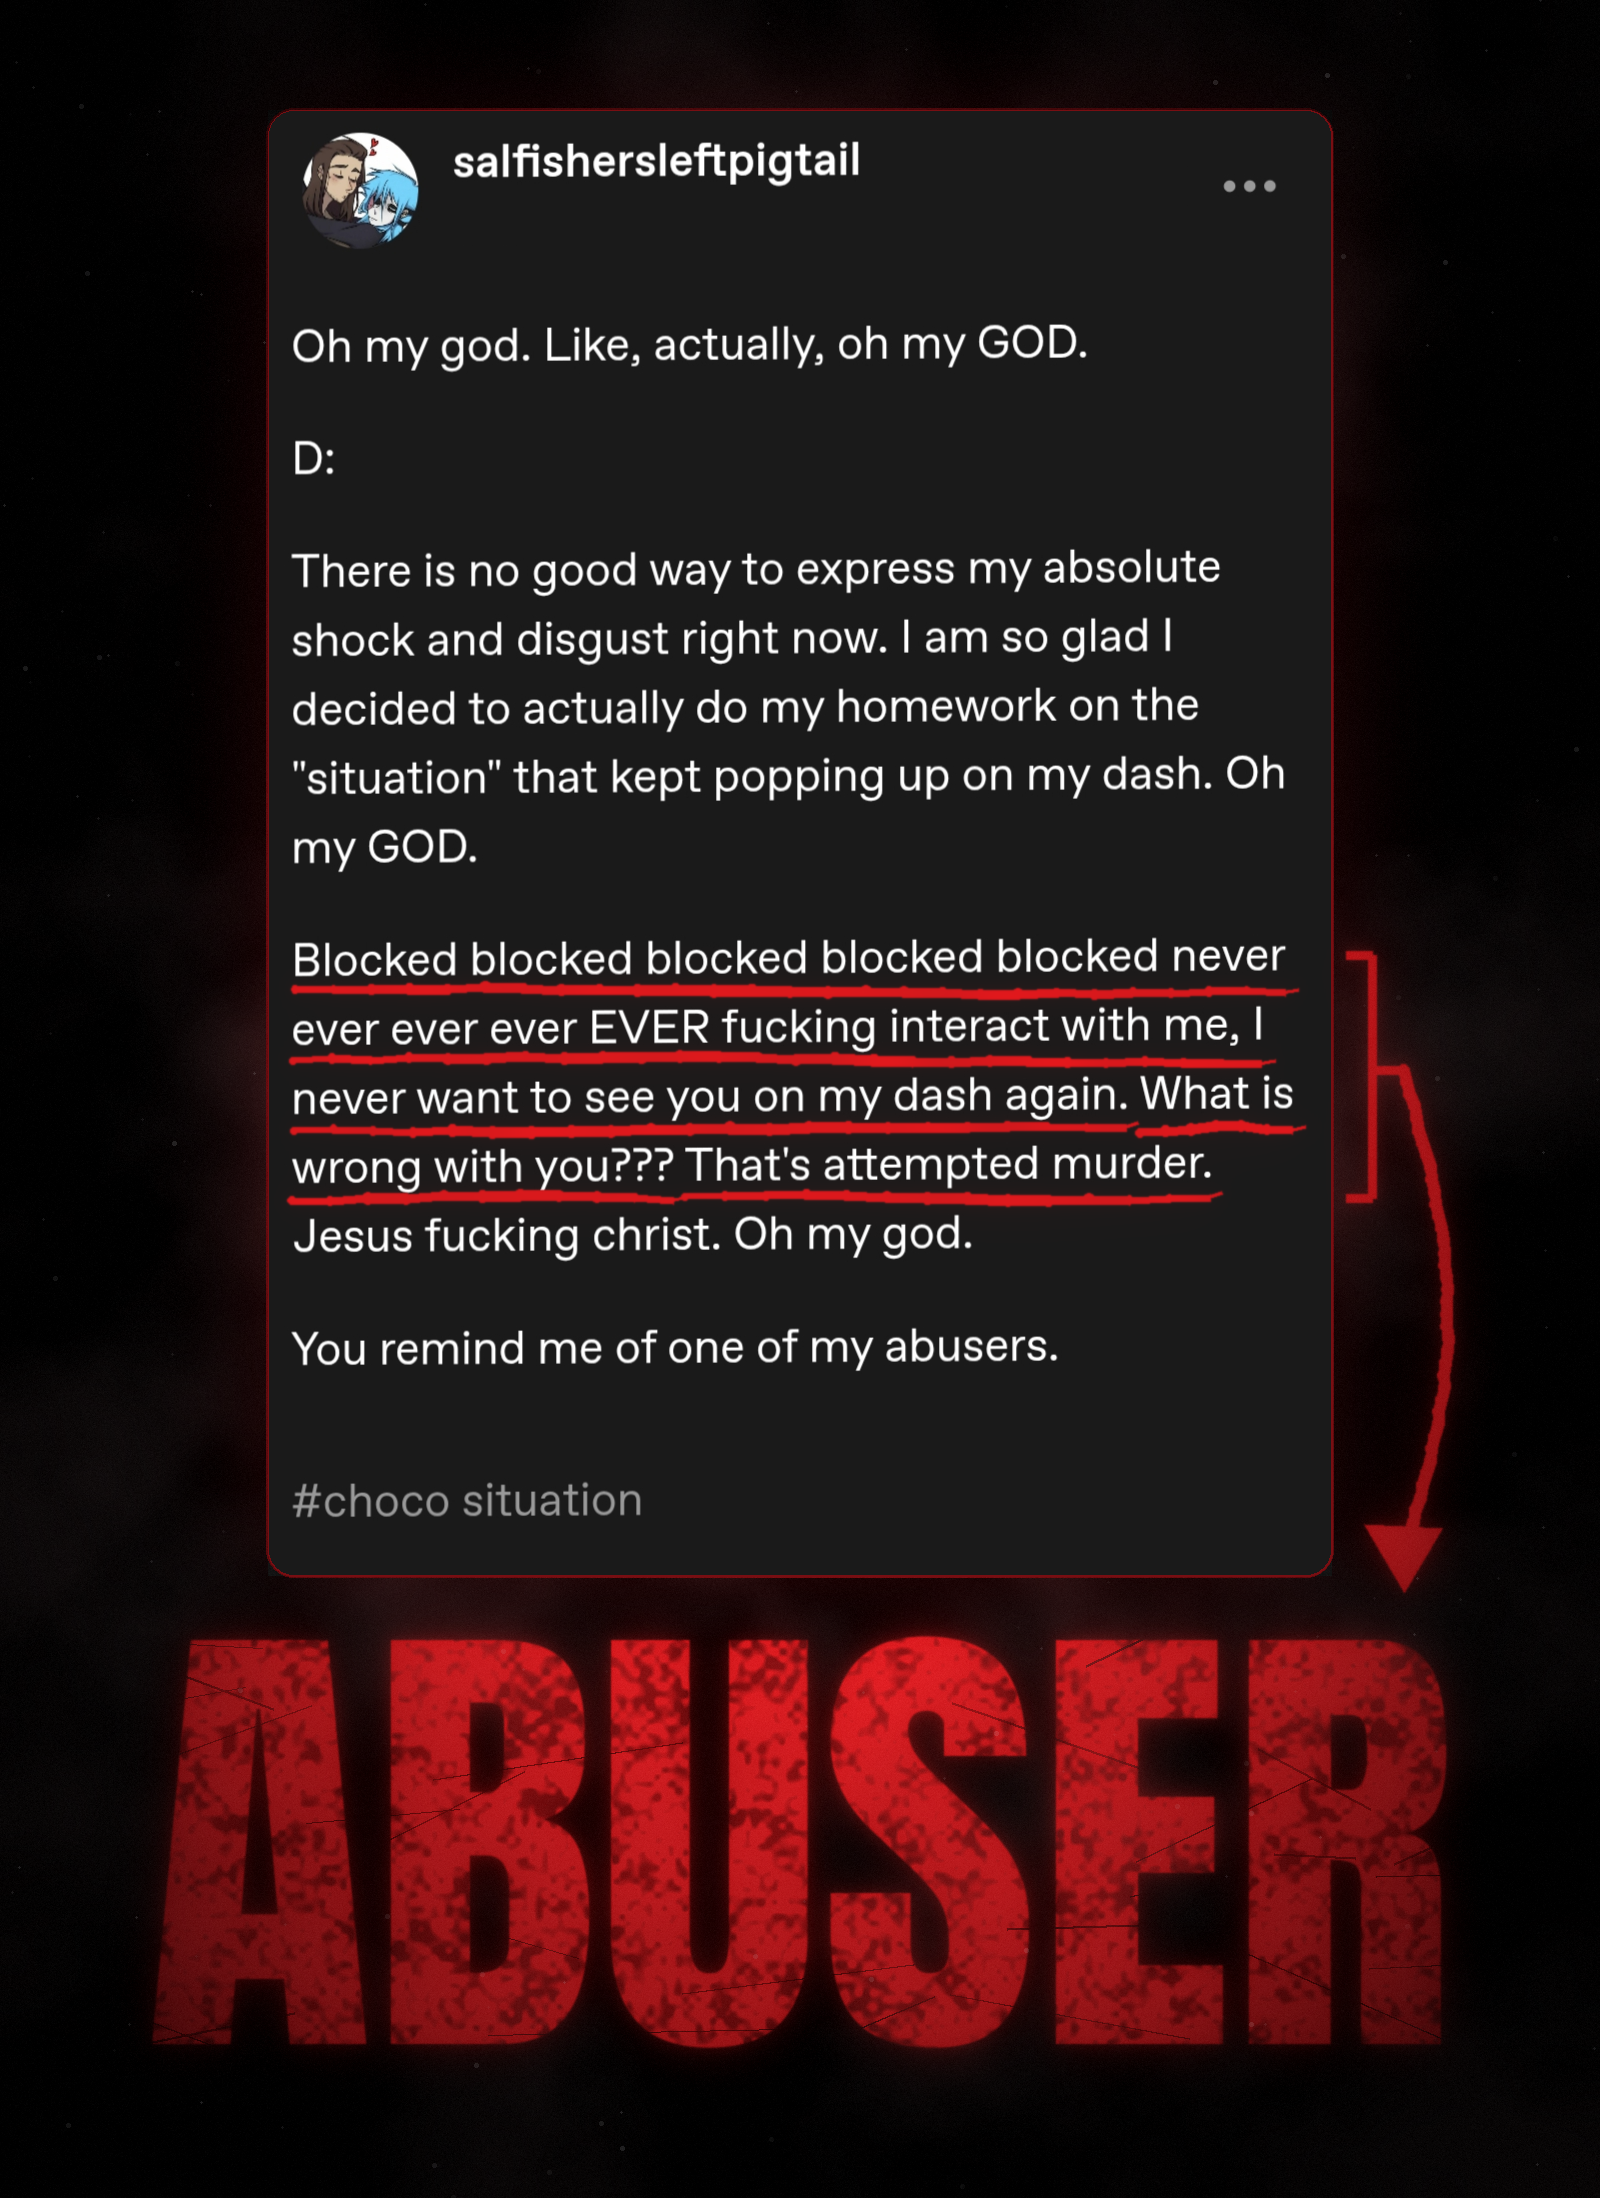 salfishersleftpigtail
Oh my god. Like, actually, oh my GOD.
D:
There is no good way to express my absolute
shock and disgust right now. I am so glad I
decided to actually do my homework on the
"situation" that kept popping up on my dash. Oh
my GOD.
Blocked blocked blocked blocked blocked never
ever ever ever EVER fucking interact with me, I
never want to see you on my dash again. What is
wrong with you??? That's attempted murder.
Jesus fucking christ. Oh my god.
You remind me of one of my abusers.
#choco situation
ABUSER